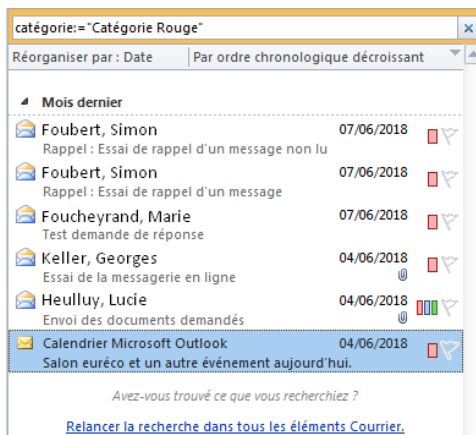 catégorie:="Catégorie Rouge"
Réorganiser par : Date Par ordre chronologique décroissant
Mois dernier
Foubert, Simon 07/06/2018
Rappel : Essai de rappel d'un message non lu
Foubert, Simon 07/06/2018
Rappel : Essai de rappel d'un message
Foucheyrand, Marie 07/06/2018
Test demande de réponse
Keller, Georges 04/06/2018
Essai de la messagerie en ligne
Heulluy, Lucie 04/06/2018
Envoi des documents demandés
Calendrier Microsoft Outlook 04/06/2018
Salon euréco et un autre événement aujourd'hui.
Avez-vous trouvé ce que vous recherchiez ?
Relancer la recherche dans tous les éléments Courrier.